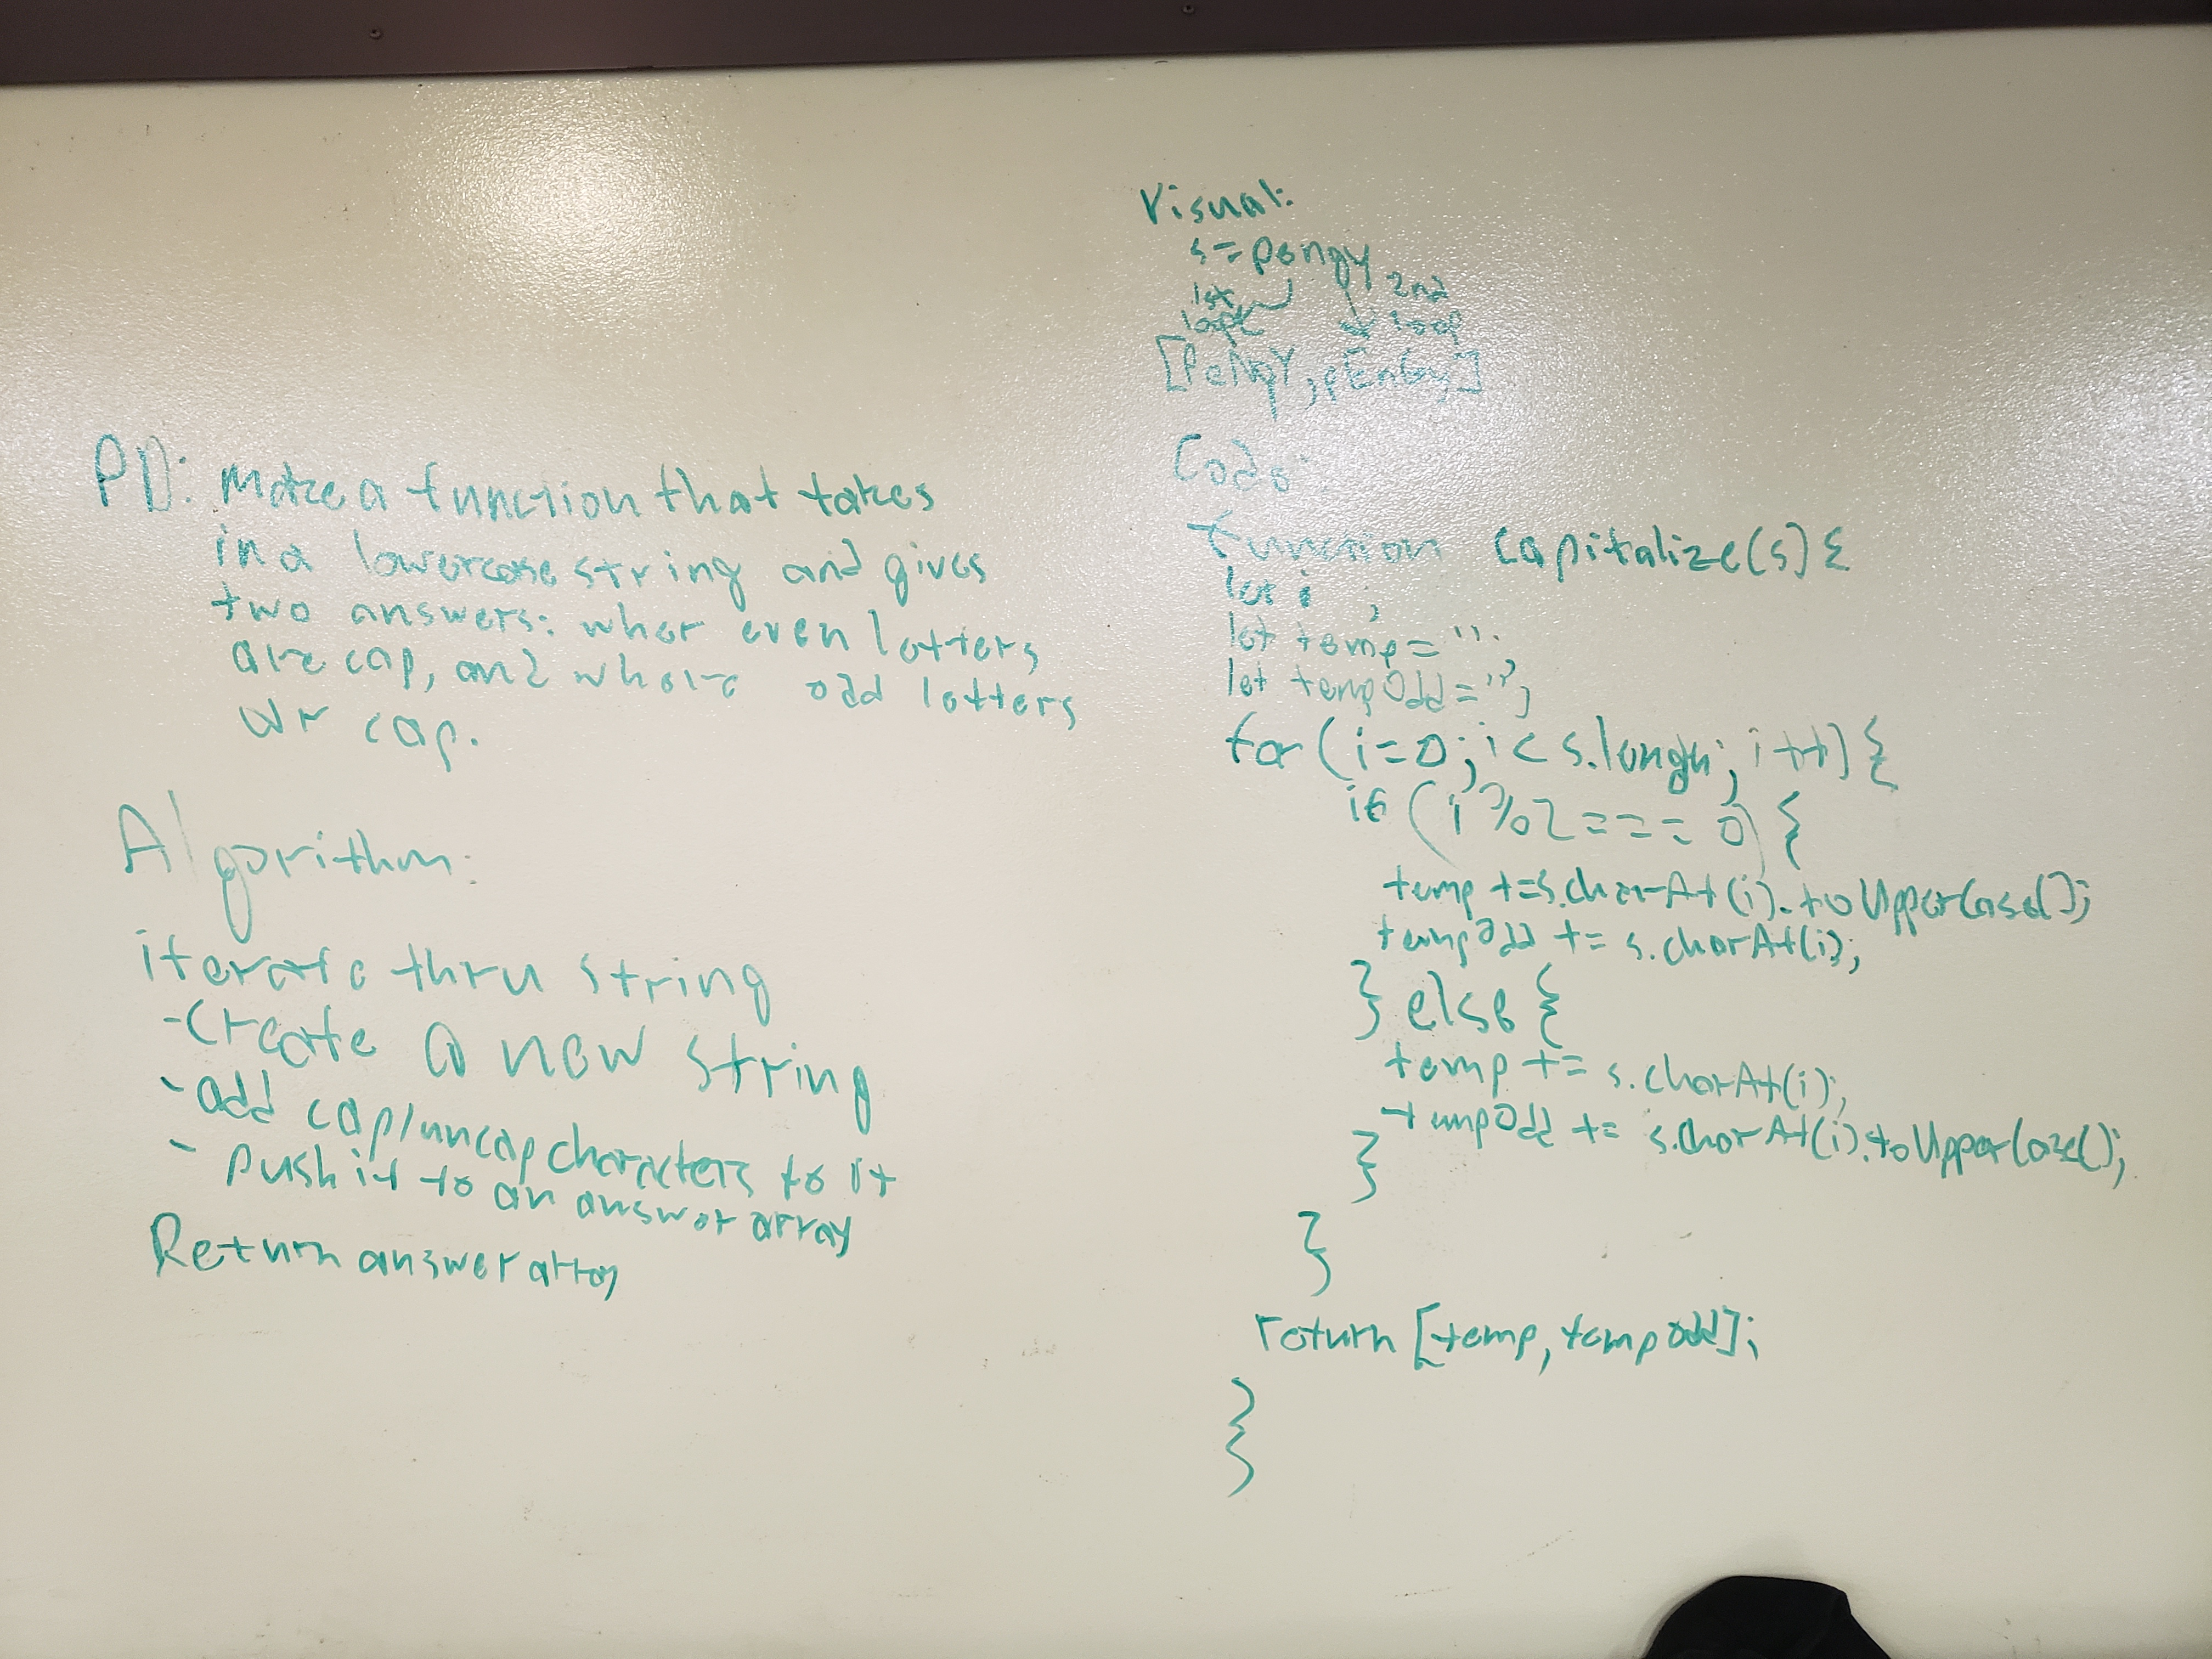 PD: Make a function that takes
in a lowercase string and gives
two answers: wher even letters
are cap, and where odd letters
ar cap.
Algorithm:
iterate thru string
- Create a new string
- add cap/uncap characters to it
- Push it to an answer array
Return answer array
Visual:
s = pengy
1st 2nd
loop loop
[PeNgY, pEnGy]
Code:
function capitalize(s) {
let i ;
let temp = "";
let tempOdd = "";
for (i=0; i < s.length; i++) {
if (i % 2 === 0) {
temp += s.charAt(i).toUpperCase();
tempOdd += s.charAt(i);
} else {
temp += s.charAt(i);
tempOdd += s.charAt(i).toUpperCase();
}
}
return [temp, tempOdd];
}